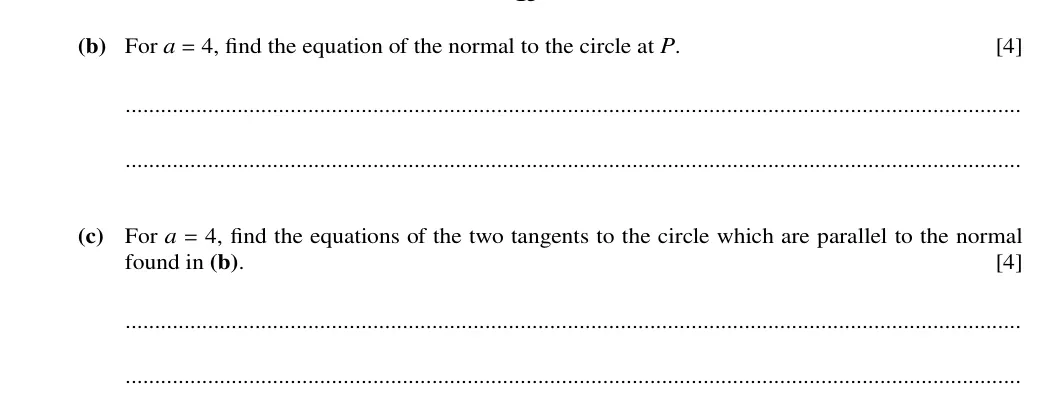 (b) For a = 4, find the equation of the normal to the circle at P. [4]
(c) For a = 4, find the equations of the two tangents to the circle which are parallel to the normal
found in (b). [4]